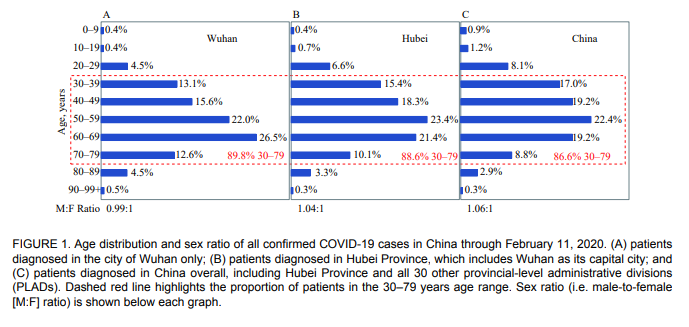 A B C
0–9 0.4% 0.4% 0.9%
10–19 0.4% Wuhan 0.7% Hubei 1.2% China
20–29 4.5% 6.6% 8.1%
30–39 13.1% 15.4% 17.0%
40–49 15.6% 18.3% 19.2%
50–59 22.0% 23.4% 22.4%
60–69 26.5% 21.4% 19.2%
70–79 12.6% 89.8% 30–79 10.1% 88.6% 30–79 8.8% 86.6% 30–79
80–89 4.5% 3.3% 2.9%
90–99+ 0.5% 0.3% 0.3%
Age, years
M:F Ratio 0.99:1 1.04:1 1.06:1
FIGURE 1. Age distribution and sex ratio of all confirmed COVID-19 cases in China through February 11, 2020. (A) patients
diagnosed in the city of Wuhan only; (B) patients diagnosed in Hubei Province, which includes Wuhan as its capital city; and
(C) patients diagnosed in China overall, including Hubei Province and all 30 other provincial-level administrative divisions
(PLADs). Dashed red line highlights the proportion of patients in the 30–79 years age range. Sex ratio (i.e. male-to-female
[M:F] ratio) is shown below each graph.